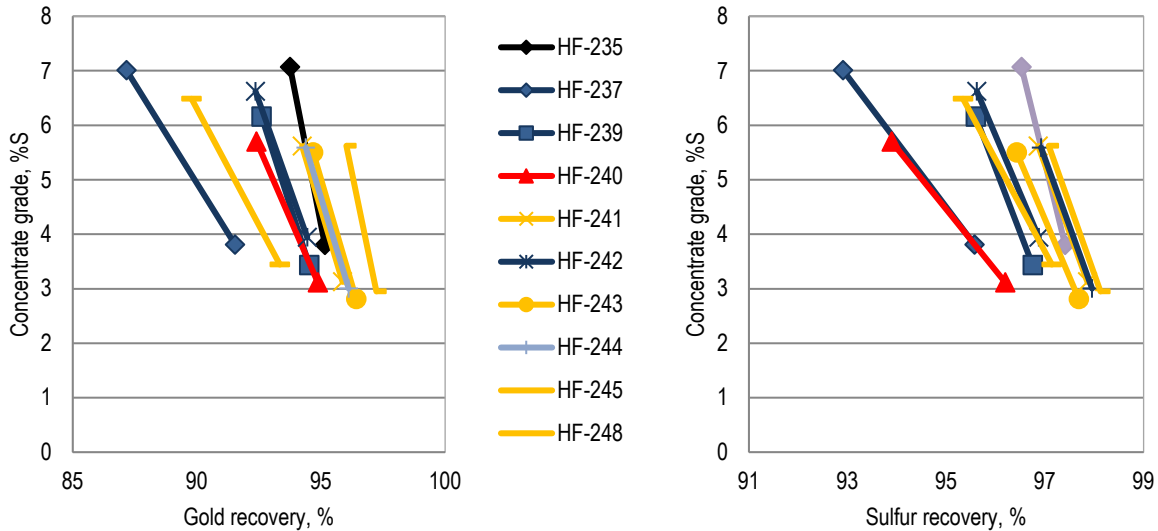 8
7
6
5
4
3
2
1
0
Concentrate grade, %S
85
90
95
100
Gold recovery, %
HF-235
HF-237
HF-239
HF-240
HF-241
HF-242
HF-243
HF-244
HF-245
HF-248
8
7
6
5
4
3
2
1
0
Concentrate grade, %S
91
93
95
97
99
Sulfur recovery, %